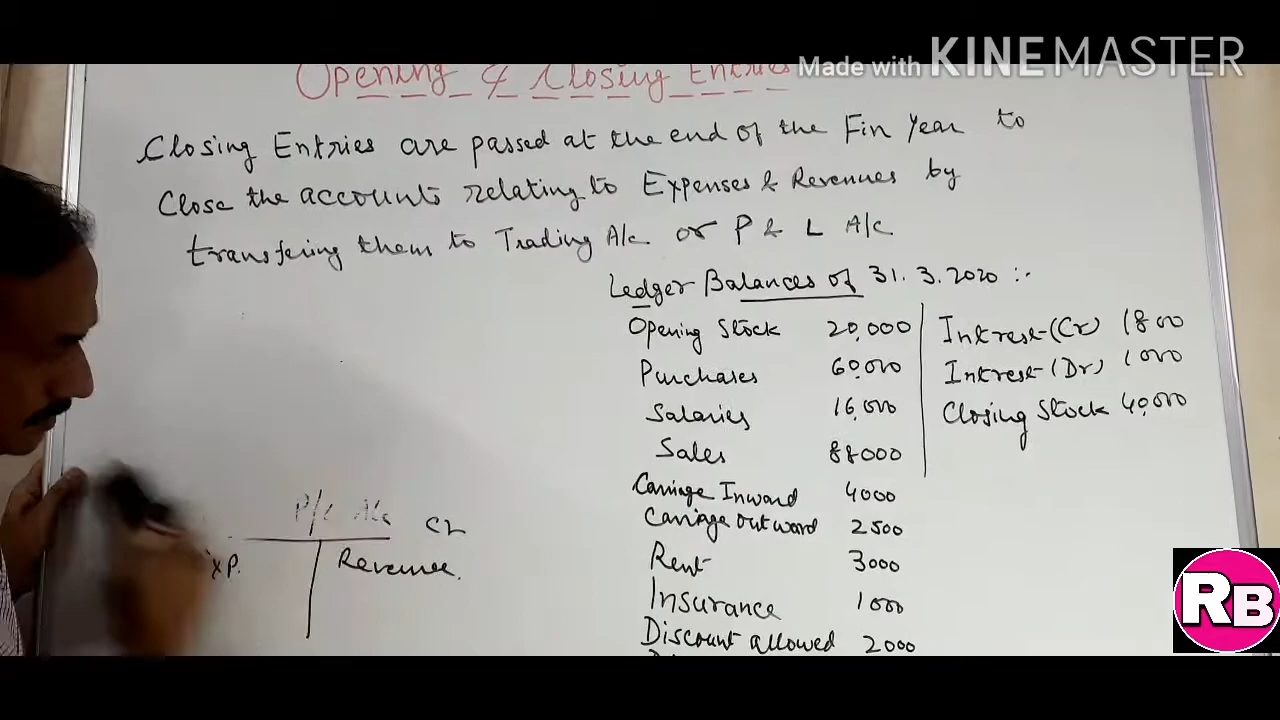 Made with KINEMASTER
Opening & Closing Entries
Closing Entries are passed at the end of the Fin Year to
Close the accounts relating to Expenses & Revenues by
transfering them to Trading A/c or P & L A/c
Ledger Balances of 31.3.2020 :-
Opening Stock 20,000
Purchases 60,000
Salaries 16,000
Sales 88000
Carriage Inward 4000
Carriage outward 2500
Rent 3000
Insurance 1000
Discount allowed 2000
Intrest (Cr) 1800
Intrest (Dr) 1000
Closing Stock 40,000
P/L A/c Cr
xp. Revenue.
RB